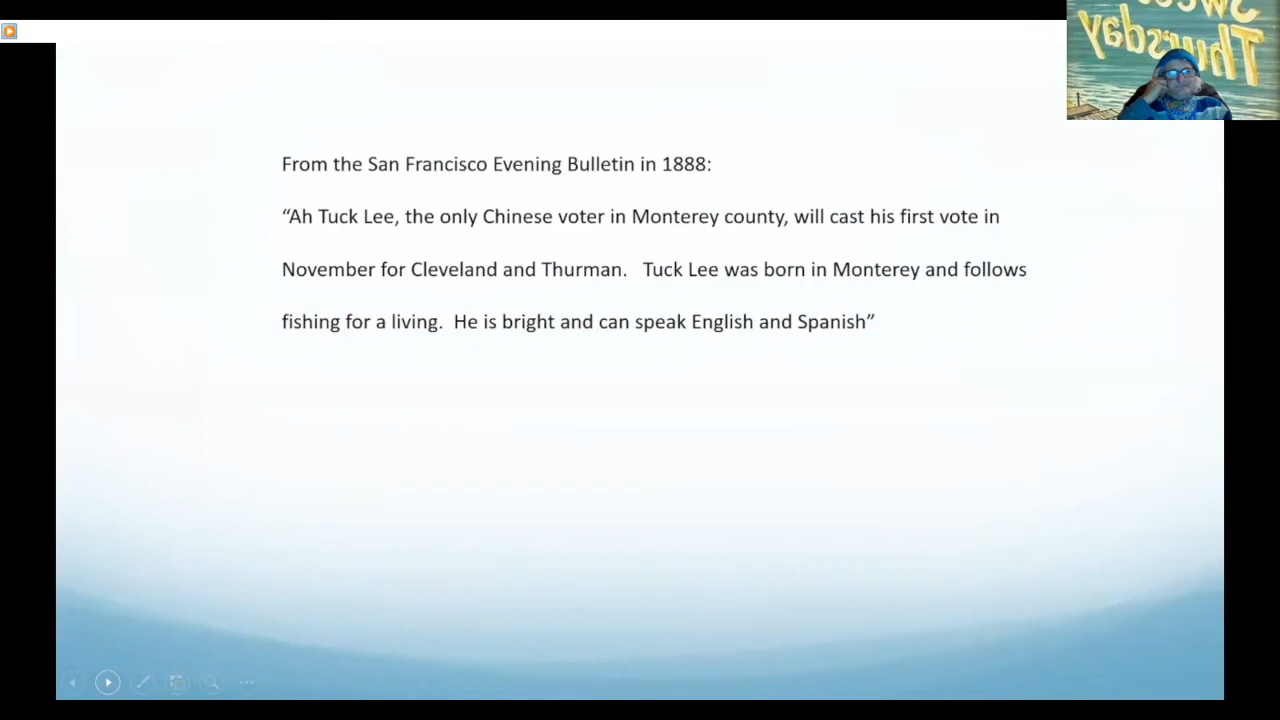 Sweet
Thursday
From the San Francisco Evening Bulletin in 1888:
“Ah Tuck Lee, the only Chinese voter in Monterey county, will cast his first vote in
November for Cleveland and Thurman.   Tuck Lee was born in Monterey and follows
fishing for a living.  He is bright and can speak English and Spanish”